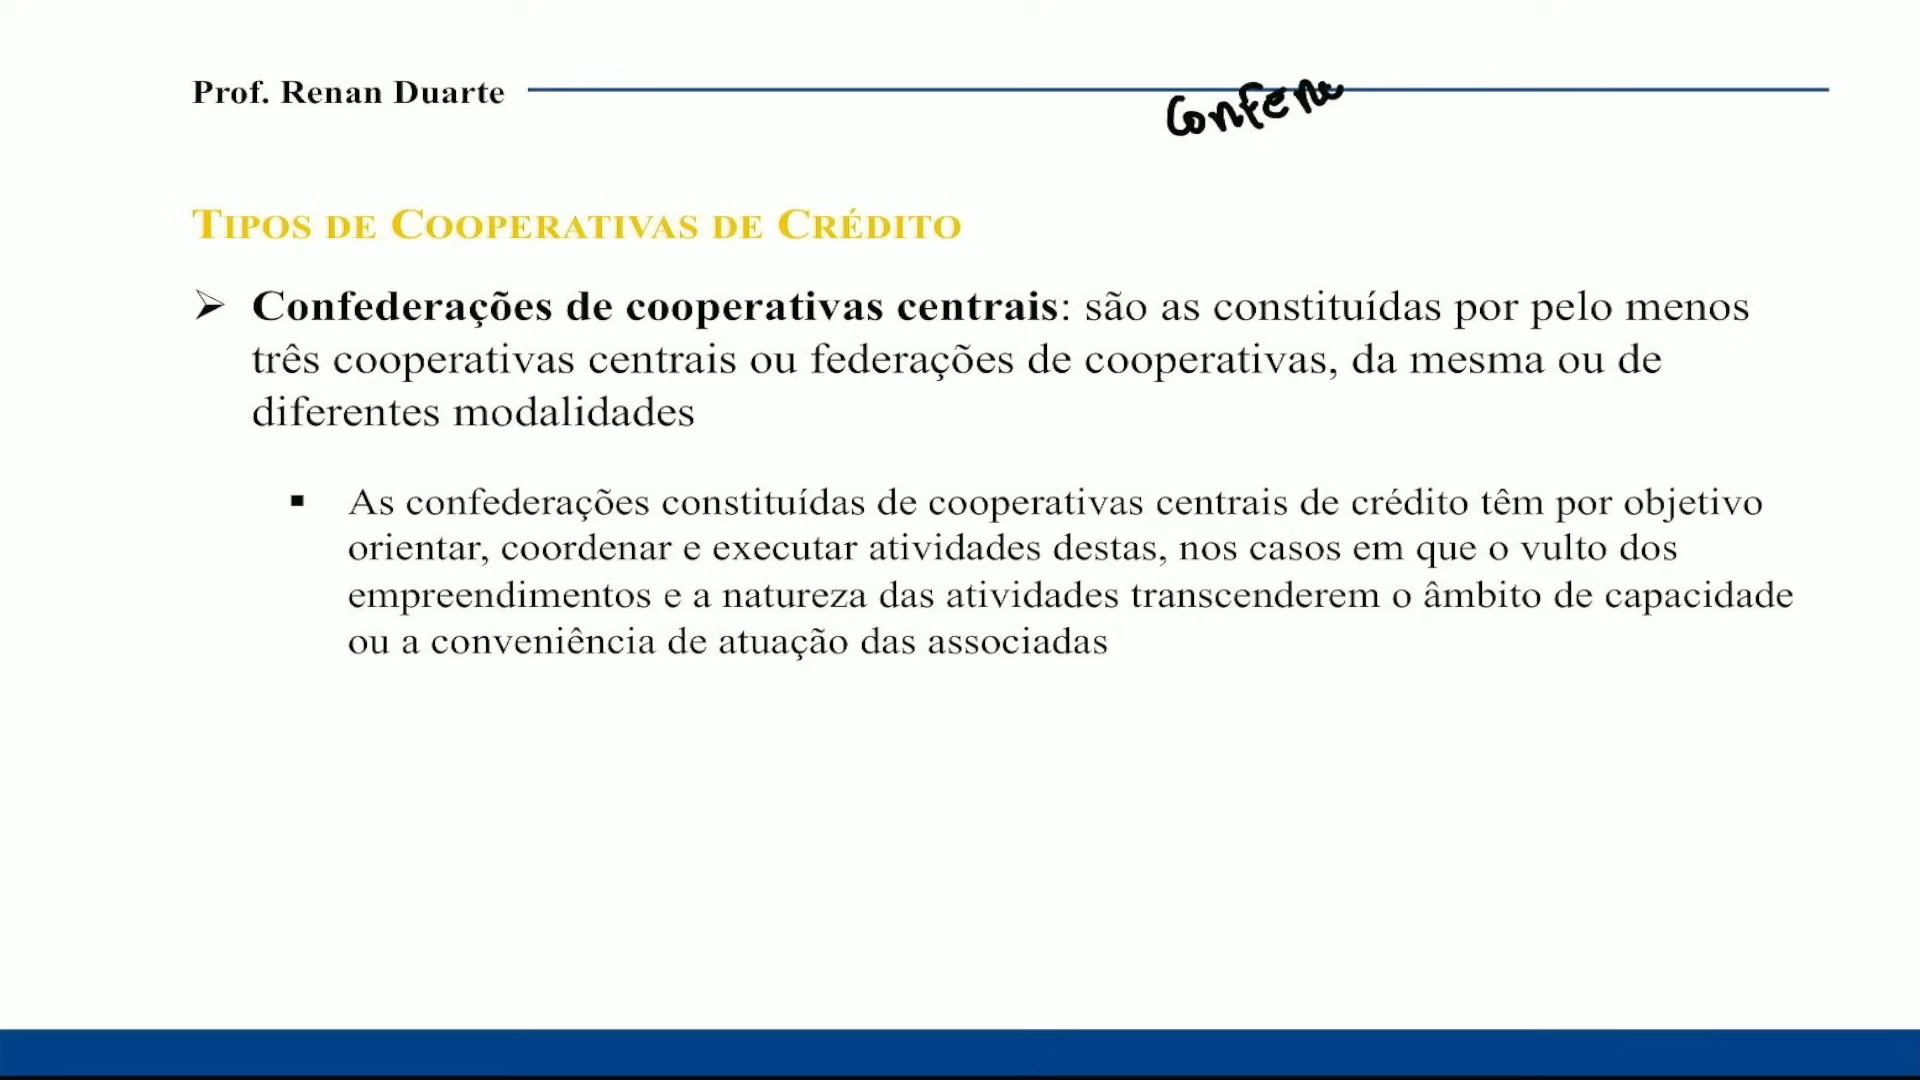 Prof. Renan Duarte
TIPOS DE COOPERATIVAS DE CRÉDITO
➢ Confederações de cooperativas centrais: são as constituídas por pelo menos
três cooperativas centrais ou federações de cooperativas, da mesma ou de
diferentes modalidades
▪ As confederações constituídas de cooperativas centrais de crédito têm por objetivo
orientar, coordenar e executar atividades destas, nos casos em que o vulto dos
empreendimentos e a natureza das atividades transcenderem o âmbito de capacidade
ou a conveniência de atuação das associadas